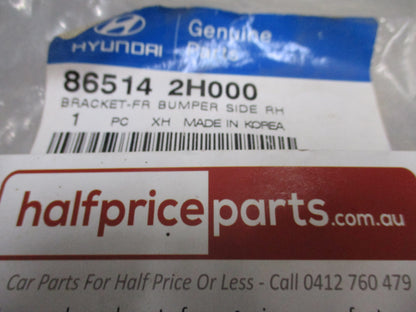 HYUNDAI
Genuine
Parts
86514 2H000
BRACKET-FR BUMPER SIDE RH
1 PC XH MADE IN KOREA
halfpriceparts.com.au
Car Parts For Half Price Or Less - Call 0412 760 479